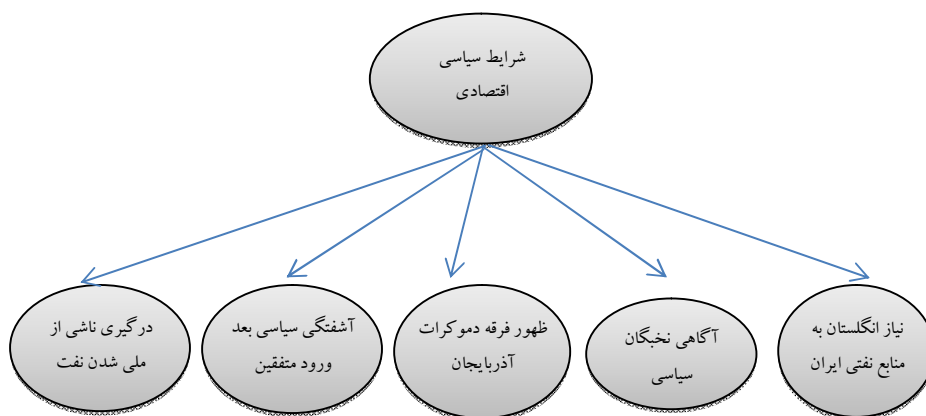 شرایط سیاسی
اقتصادی
نیاز انگلستان به
منابع نفتی ایران
آگاهی نخبگان
سیاسی
ظهور فرقه دموکرات
آذربایجان
آشفتگی سیاسی بعد
ورود متفقین
درگیری ناشی از
ملی شدن نفت